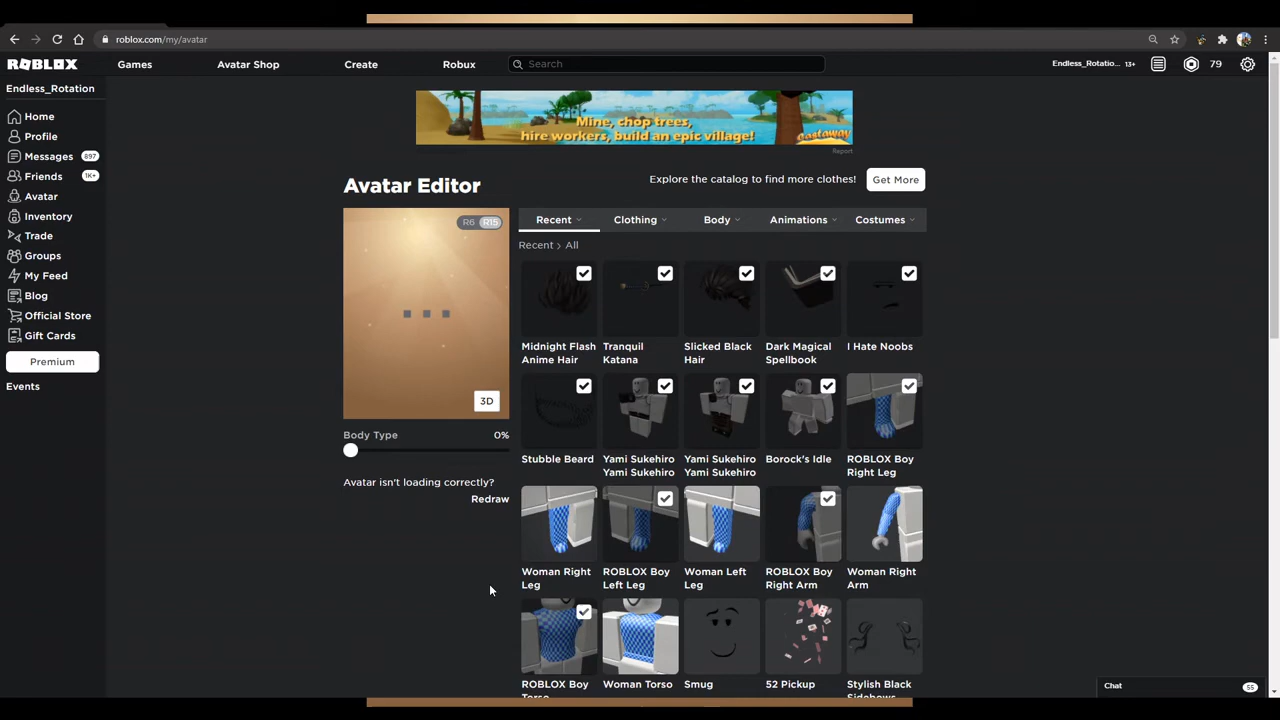 roblox.com/my/avatar
ROBLOX
Games
Avatar Shop
Create
Robux
Search
Endless_Rotatio...
13+
79
Endless_Rotation
Home
Profile
Messages
897
Friends
1K+
Avatar
Inventory
Trade
Groups
My Feed
Blog
Official Store
Gift Cards
Premium
Events
Mine, chop trees,
hire workers, build an epic village!
Castaway
Report
Avatar Editor
Explore the catalog to find more clothes!
Get More
R6
R15
3D
Body Type
0%
Avatar isn't loading correctly?
Redraw
Recent
Clothing
Body
Animations
Costumes
Recent > All
Midnight Flash
Anime Hair
Tranquil
Katana
Slicked Black
Hair
Dark Magical
Spellbook
I Hate Noobs
Stubble Beard
Yami Sukehiro
Yami Sukehiro
Yami Sukehiro
Yami Sukehiro
Borock's Idle
ROBLOX Boy
Right Leg
Woman Right
Leg
ROBLOX Boy
Left Leg
Woman Left
Leg
ROBLOX Boy
Right Arm
Woman Right
Arm
ROBLOX Boy
Torso
Woman Torso
Smug
52 Pickup
Stylish Black
Sideburns
Chat
55